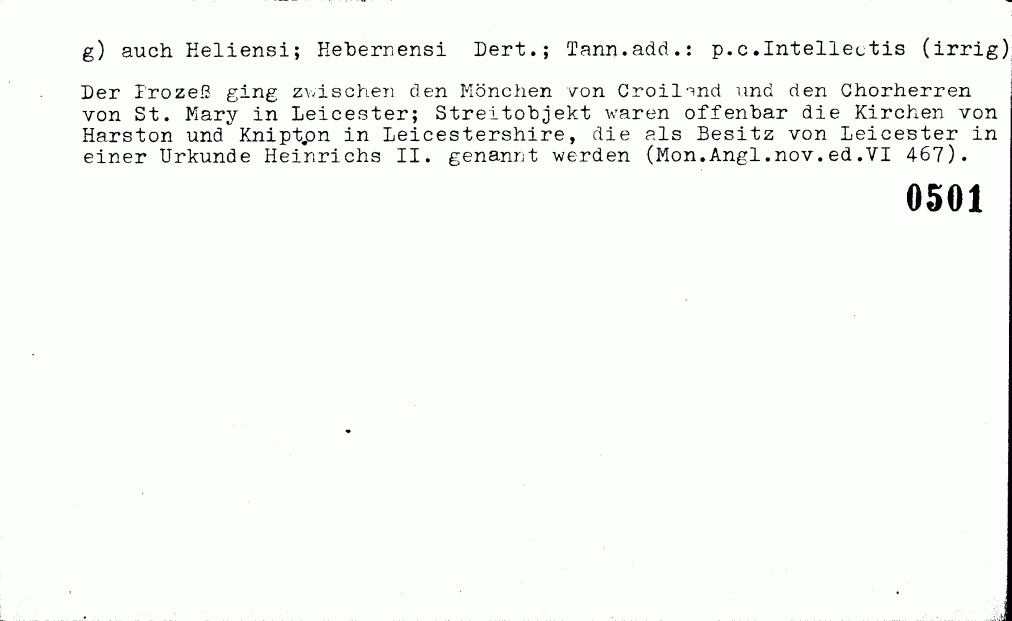 g) auch Heliensi; Hebernensi Dert.; Tann.add.: p.c.Intellectis (irrig)
Der Prozeß ging zwischen den Mönchen von Croiland und den Chorherren
von St. Mary in Leicester; Streitobjekt waren offenbar die Kirchen von
Harston und Knipton in Leicestershire, die als Besitz von Leicester in
einer Urkunde Heinrichs II. genannt werden (Mon.Angl.nov.ed.VI 467).
0501